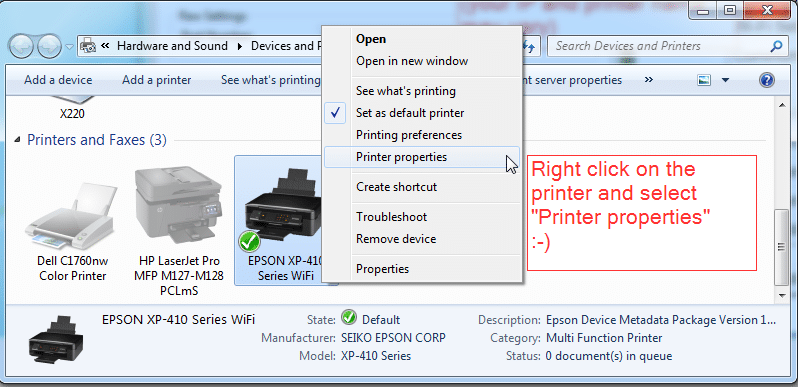 Hardware and Sound
Devices and P
Search Devices and Printers
Add a device
Add a printer
See what's printing
nt server properties
»
X220
Printers and Faxes (3)
Dell C1760nw
Color Printer
HP LaserJet Pro
MFP M127-M128
PCLmS
EPSON XP-410
Series WiFi
Open
Open in new window
See what's printing
Set as default printer
Printing preferences
Printer properties
Create shortcut
Troubleshoot
Remove device
Properties
Right click on the
printer and select
"Printer properties"
:-)
EPSON XP-410 Series WiFi
State: Default
Manufacturer: SEIKO EPSON CORP
Model: XP-410 Series
Description: Epson Device Metadata Package Version 1...
Category: Multi Function Printer
Status: 0 document(s) in queue